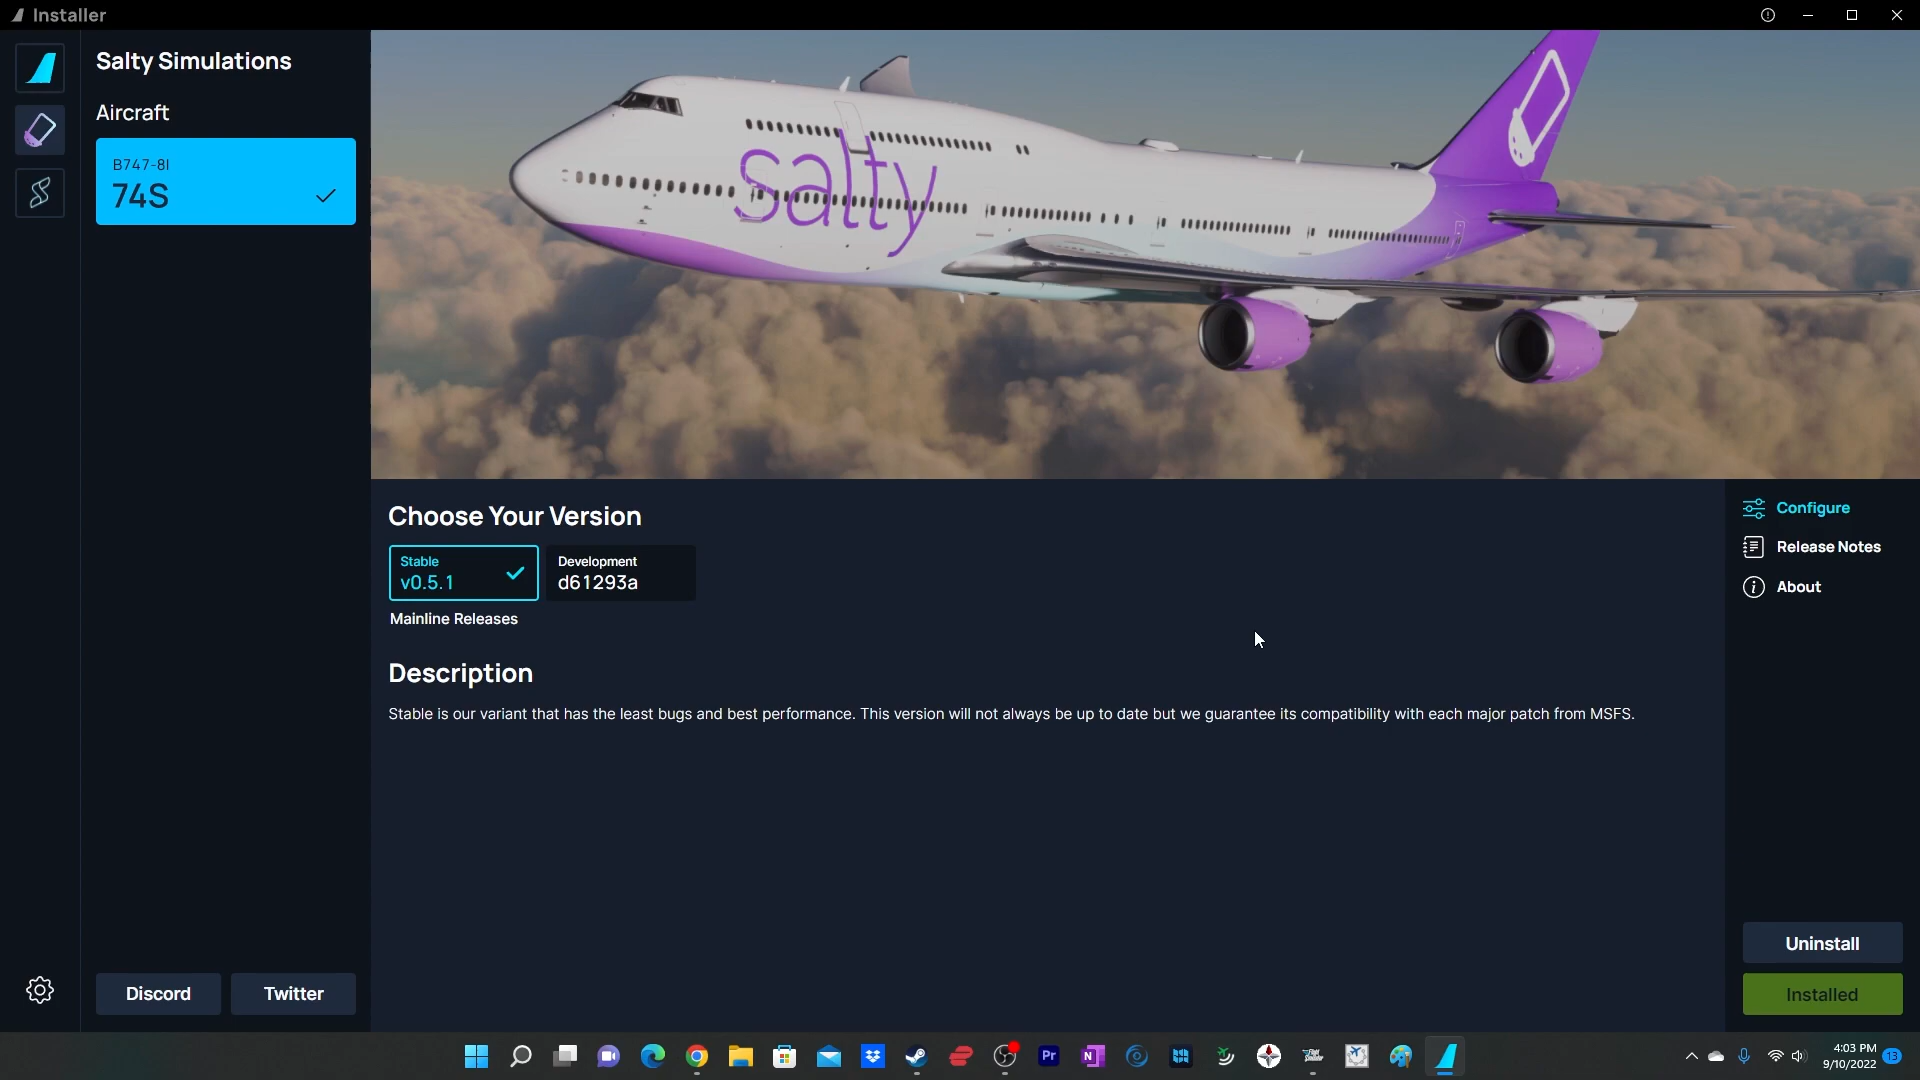 Installer
Salty Simulations
Aircraft
B747-8I
74S
salty
Choose Your Version
Stable
v0.5.1
Development
d61293a
Mainline Releases
Description
Stable is our variant that has the least bugs and best performance. This version will not always be up to date but we guarantee its compatibility with each major patch from MSFS.
Configure
Release Notes
About
Uninstall
Installed
Discord
Twitter
Pr
N
4:03 PM
9/10/2022
13